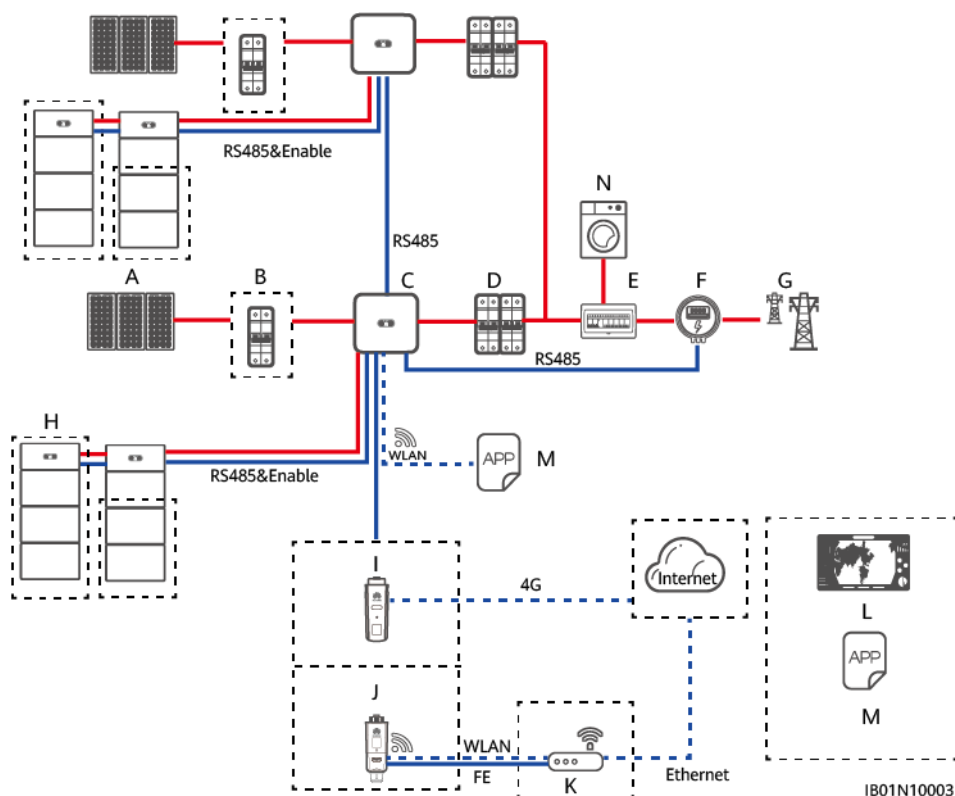 RS485&Enable
RS485
N
A
B
C
D
E
F
G
RS485
H
WLAN
APP
M
RS485&Enable
I
4G
Internet
L
J
APP
M
WLAN
FE
K
Ethernet
IB01N10003